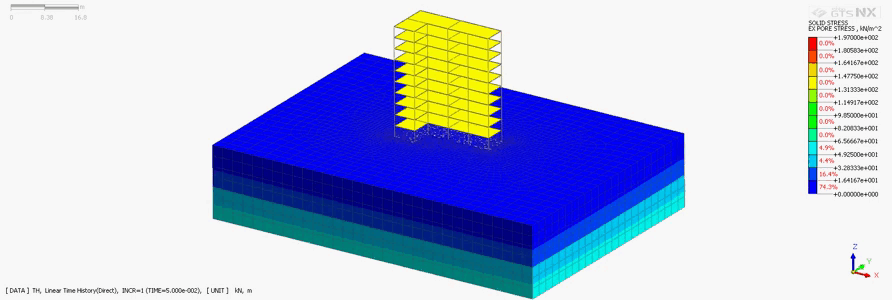 m
0 8.38 16.8
GTS NX
SOLID STRESS
EX PORE STRESS , kN/m^2
+1.97000e+002
0.0%
+1.80583e+002
0.0%
+1.64167e+002
0.0%
+1.47750e+002
0.0%
+1.31333e+002
0.0%
+1.14917e+002
0.0%
+9.85000e+001
0.0%
+8.20833e+001
0.0%
+6.56667e+001
4.9%
+4.92500e+001
4.4%
+3.28333e+001
16.4%
+1.64167e+001
74.3%
+0.00000e+000
Z
Y
X
[ DATA ] TH, Linear Time History(Direct), INCR=1 (TIME=5.000e-002), [ UNIT ] kN, m